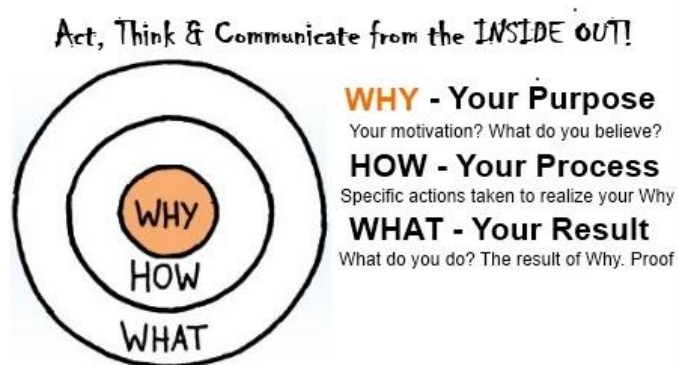 Act, Think & Communicate from the INSIDE OUT!
WHY - Your Purpose
Your motivation? What do you believe?
HOW - Your Process
Specific actions taken to realize your Why
WHAT - Your Result
What do you do? The result of Why. Proof
WHY
HOW
WHAT